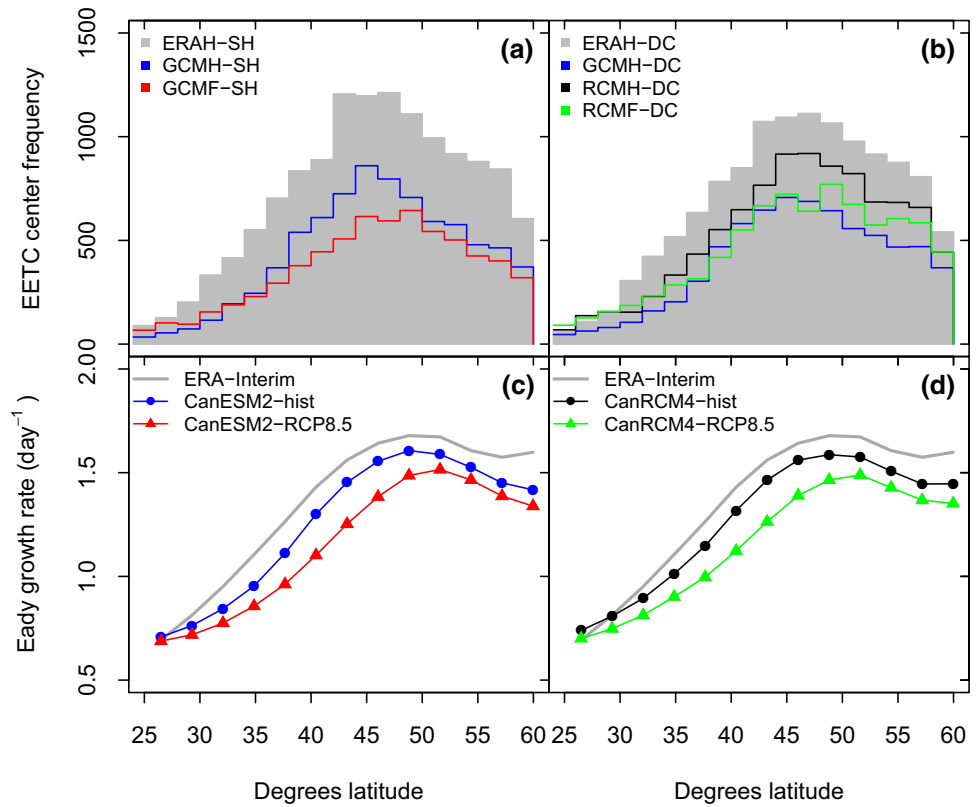 EETC center frequency
1500
1000
500
0
(a)
ERAH−SH
GCMH−SH
GCMF−SH
(b)
ERAH−DC
GCMH−DC
RCMH−DC
RCMF−DC
Eady growth rate (day⁻¹)
2.0
1.5
1.0
0.5
(c)
ERA−Interim
CanESM2−hist
CanESM2−RCP8.5
(d)
ERA−Interim
CanRCM4−hist
CanRCM4−RCP8.5
25 30 35 40 45 50 55 60
25 30 35 40 45 50 55 60
Degrees latitude
Degrees latitude